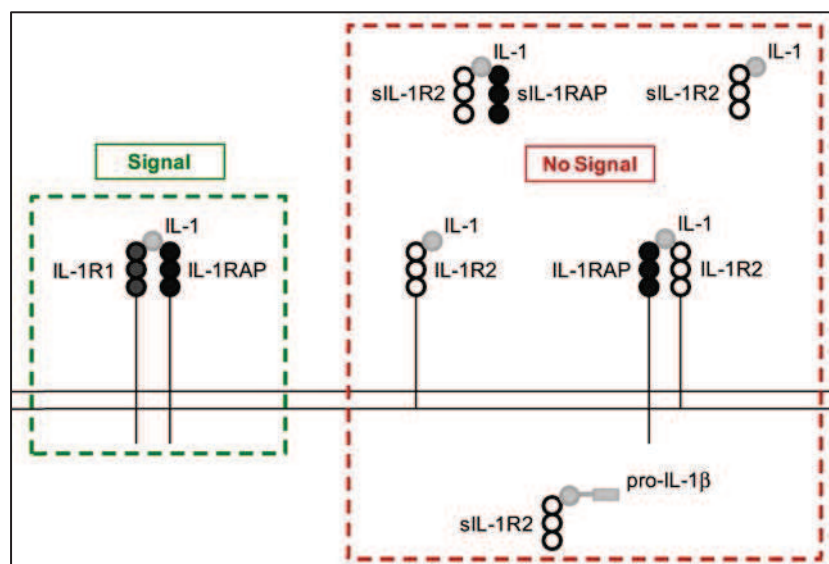 IL-1
IL-1
sIL-1R2
sIL-1RAP
sIL-1R2
Signal
No Signal
IL-1
IL-1
IL-1
IL-1R1
IL-1RAP
IL-1R2
IL-1RAP
IL-1R2
pro-IL-1β
sIL-1R2